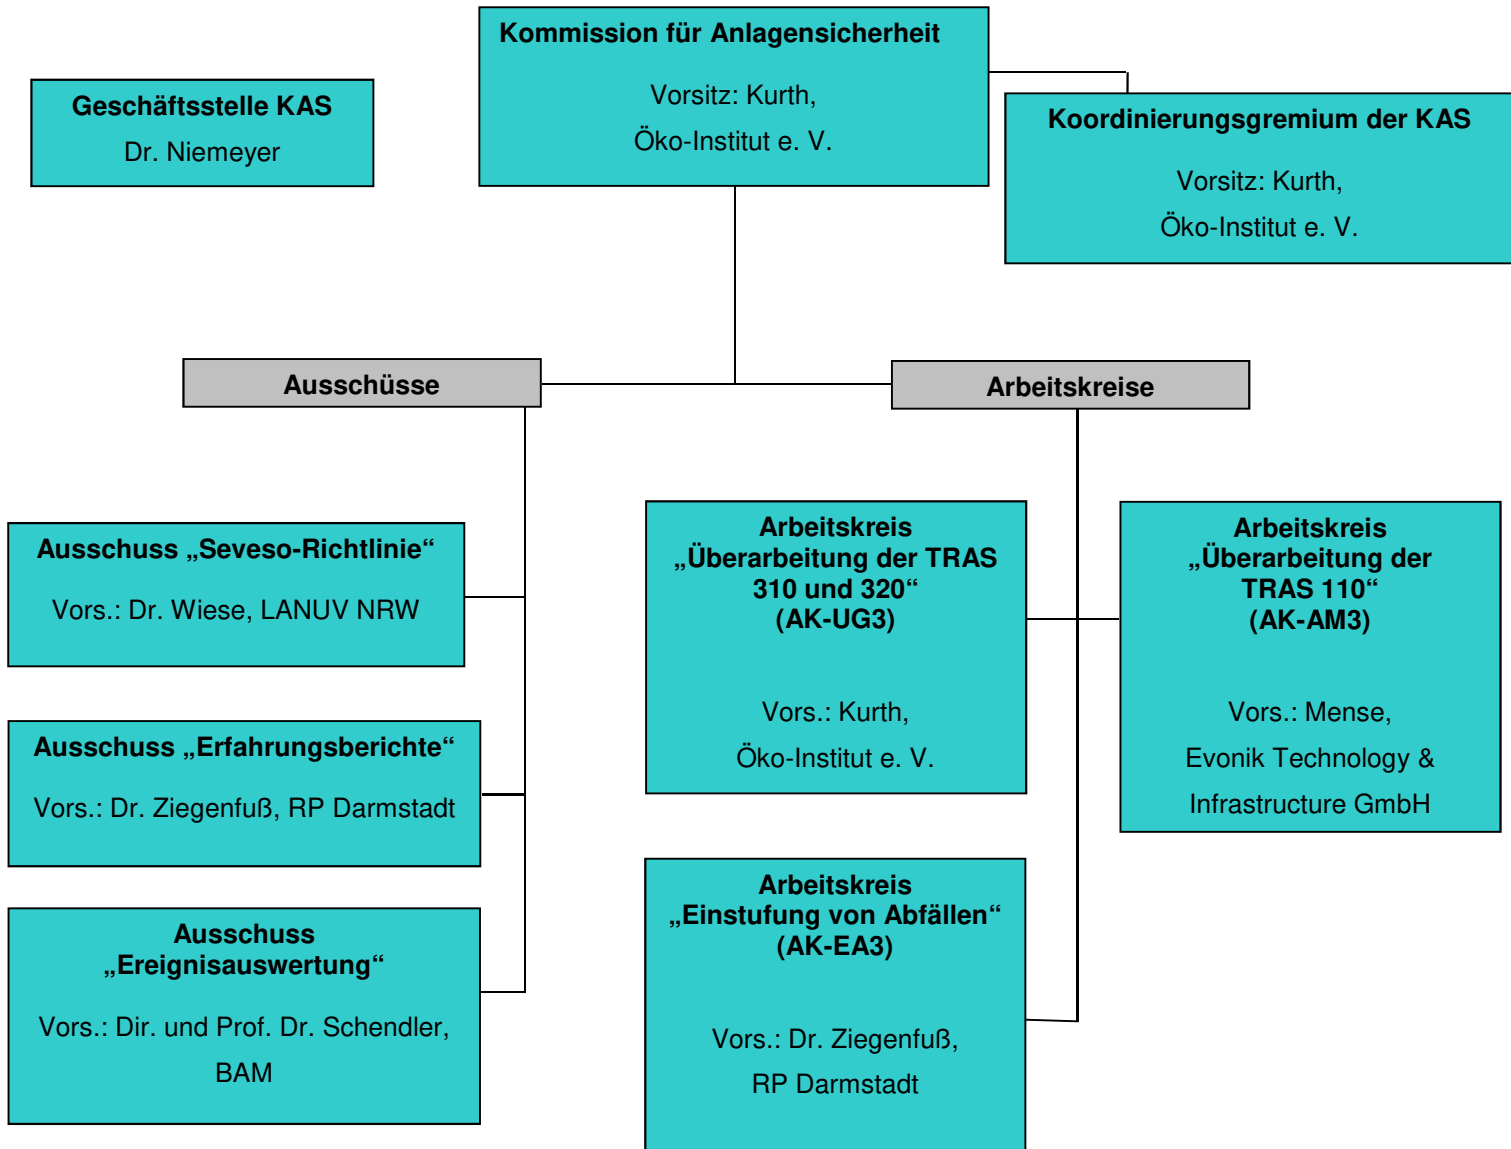 Kommission für Anlagensicherheit
Vorsitz: Kurth,
Öko-Institut e. V.
Geschäftsstelle KAS
Dr. Niemeyer
Koordinierungsgremium der KAS
Vorsitz: Kurth,
Öko-Institut e. V.
Ausschüsse
Arbeitskreise
Ausschuss „Seveso-Richtlinie“
Vors.: Dr. Wiese, LANUV NRW
Ausschuss „Erfahrungsberichte“
Vors.: Dr. Ziegenfuß, RP Darmstadt
Ausschuss
„Ereignisauswertung“
Vors.: Dir. und Prof. Dr. Schendler,
BAM
Arbeitskreis
„Überarbeitung der TRAS
310 und 320“
(AK-UG3)
Vors.: Kurth,
Öko-Institut e. V.
Arbeitskreis
„Überarbeitung der
TRAS 110“
(AK-AM3)
Vors.: Mense,
Evonik Technology &
Infrastructure GmbH
Arbeitskreis
„Einstufung von Abfällen“
(AK-EA3)
Vors.: Dr. Ziegenfuß,
RP Darmstadt